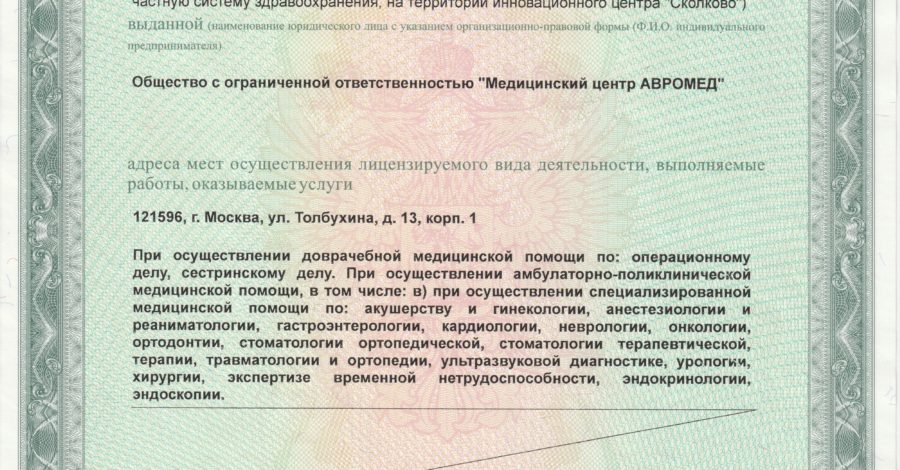 частную систему здравоохранения, на территории инновационного центра "Сколково")
выданной (наименование юридического лица с указанием организационно-правовой формы (Ф.И.О. индивидуального
предпринимателя)
Общество с ограниченной ответственностью "Медицинский центр АВРОМЕД"
адреса мест осуществления лицензируемого вида деятельности, выполняемые
работы, оказываемые услуги
121596, г. Москва, ул. Толбухина, д. 13, корп. 1
При осуществлении доврачебной медицинской помощи по: операционному
делу, сестринскому делу. При осуществлении амбулаторно-поликлинической
медицинской помощи, в том числе: в) при осуществлении специализированной
медицинской помощи по: акушерству и гинекологии, анестезиологии и
реаниматологии, гастроэнтерологии, кардиологии, неврологии, онкологии,
ортодонтии, стоматологии ортопедической, стоматологии терапевтической,
терапии, травматологии и ортопедии, ультразвуковой диагностике, урологии,
хирургии, экспертизе временной нетрудоспособности, эндокринологии,
эндоскопии.